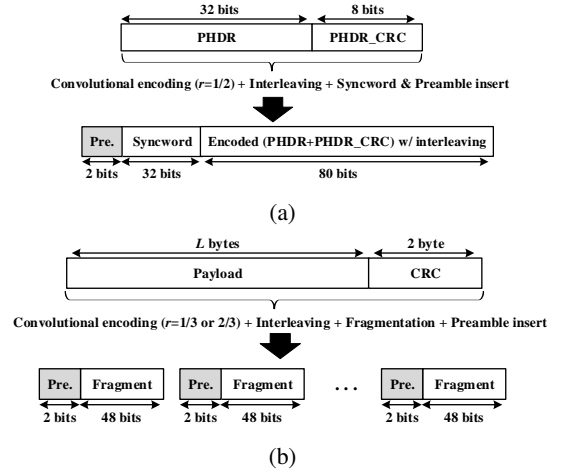 32 bits 8 bits
PHDR PHDR_CRC
Convolutional encoding (r=1/2) + Interleaving + Syncword & Preamble insert
Pre. Syncword Encoded (PHDR+PHDR_CRC) w/ interleaving
2 bits 32 bits 80 bits
(a)
L bytes 2 byte
Payload CRC
Convolutional encoding (r=1/3 or 2/3) + Interleaving + Fragmentation + Preamble insert
Pre. Fragment Pre. Fragment ... Pre. Fragment
2 bits 48 bits 2 bits 48 bits 2 bits 48 bits
(b)